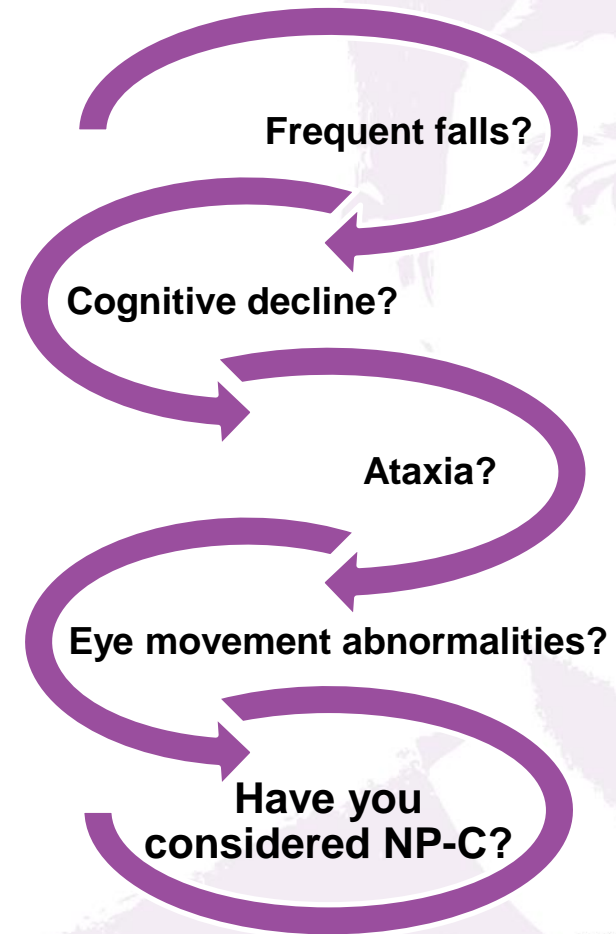 Frequent falls?
Cognitive decline?
Ataxia?
Eye movement abnormalities?
Have you
considered NP-C?